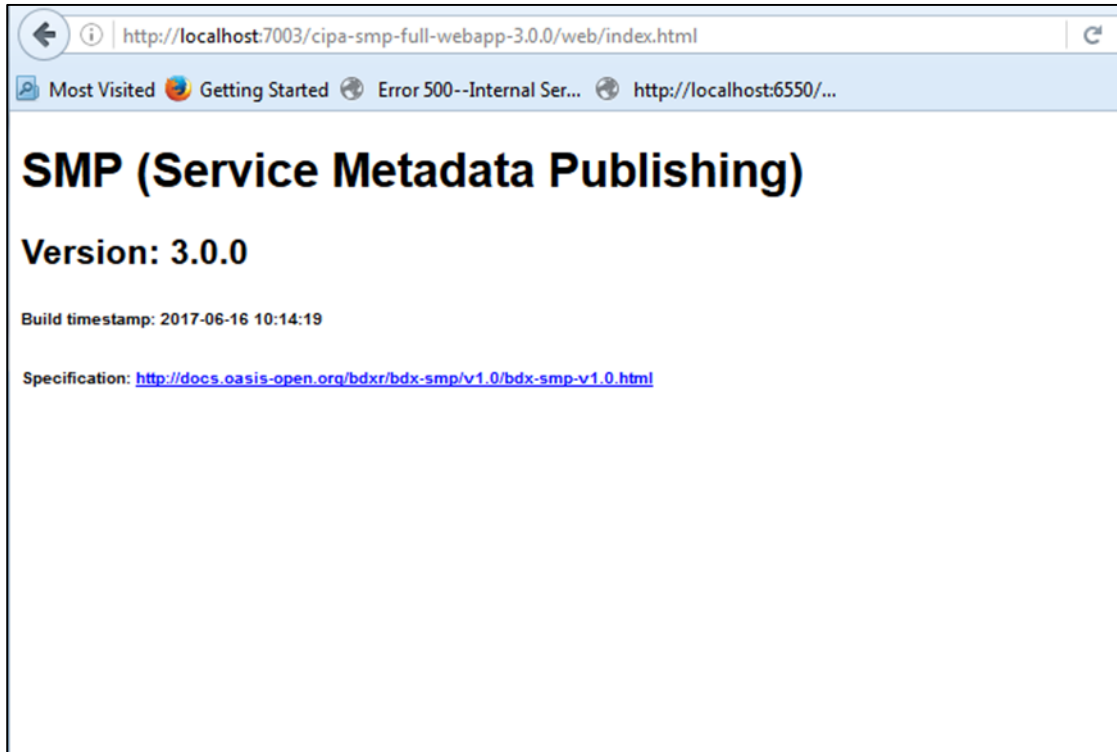 http://localhost:7003/cipa-smp-full-webapp-3.0.0/web/index.html
Most Visited Getting Started Error 500--Internal Ser... http://localhost:6550/...
SMP (Service Metadata Publishing)
Version: 3.0.0
Build timestamp: 2017-06-16 10:14:19
Specification: http://docs.oasis-open.org/bdxr/bdx-smp/v1.0/bdx-smp-v1.0.html